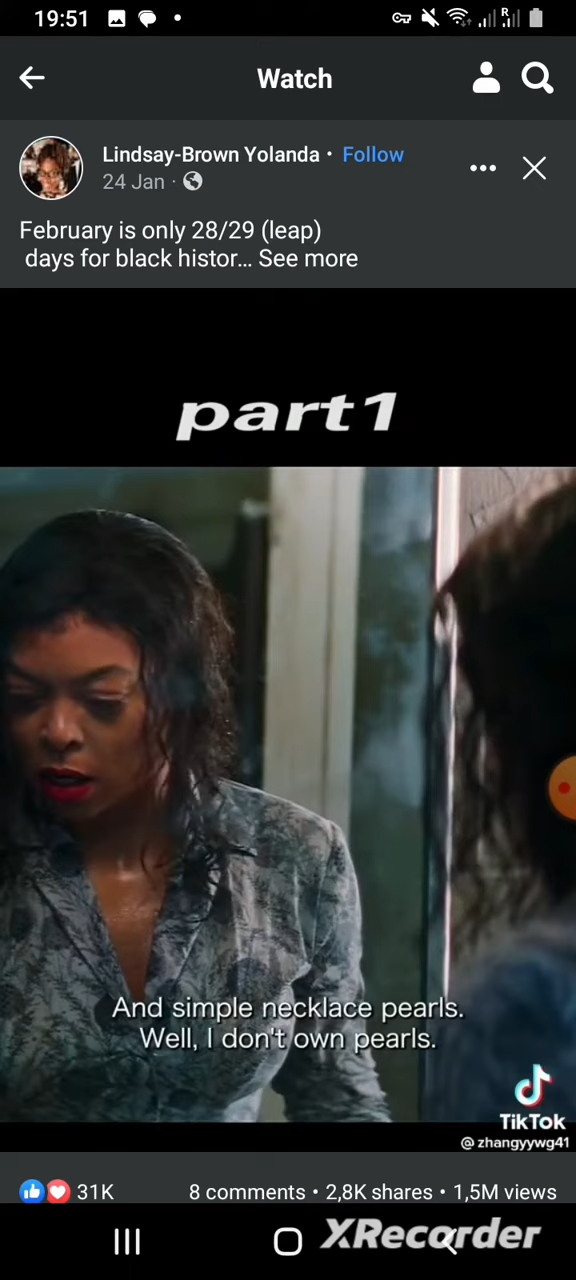 19:51
R
Watch
Lindsay-Brown Yolanda · Follow
24 Jan ·
February is only 28/29 (leap)
days for black histor... See more
part1
And simple necklace pearls.
Well, I don't own pearls.
TikTok
@zhangyywg41
31K 8 comments • 2,8K shares • 1,5M views
XRecorder